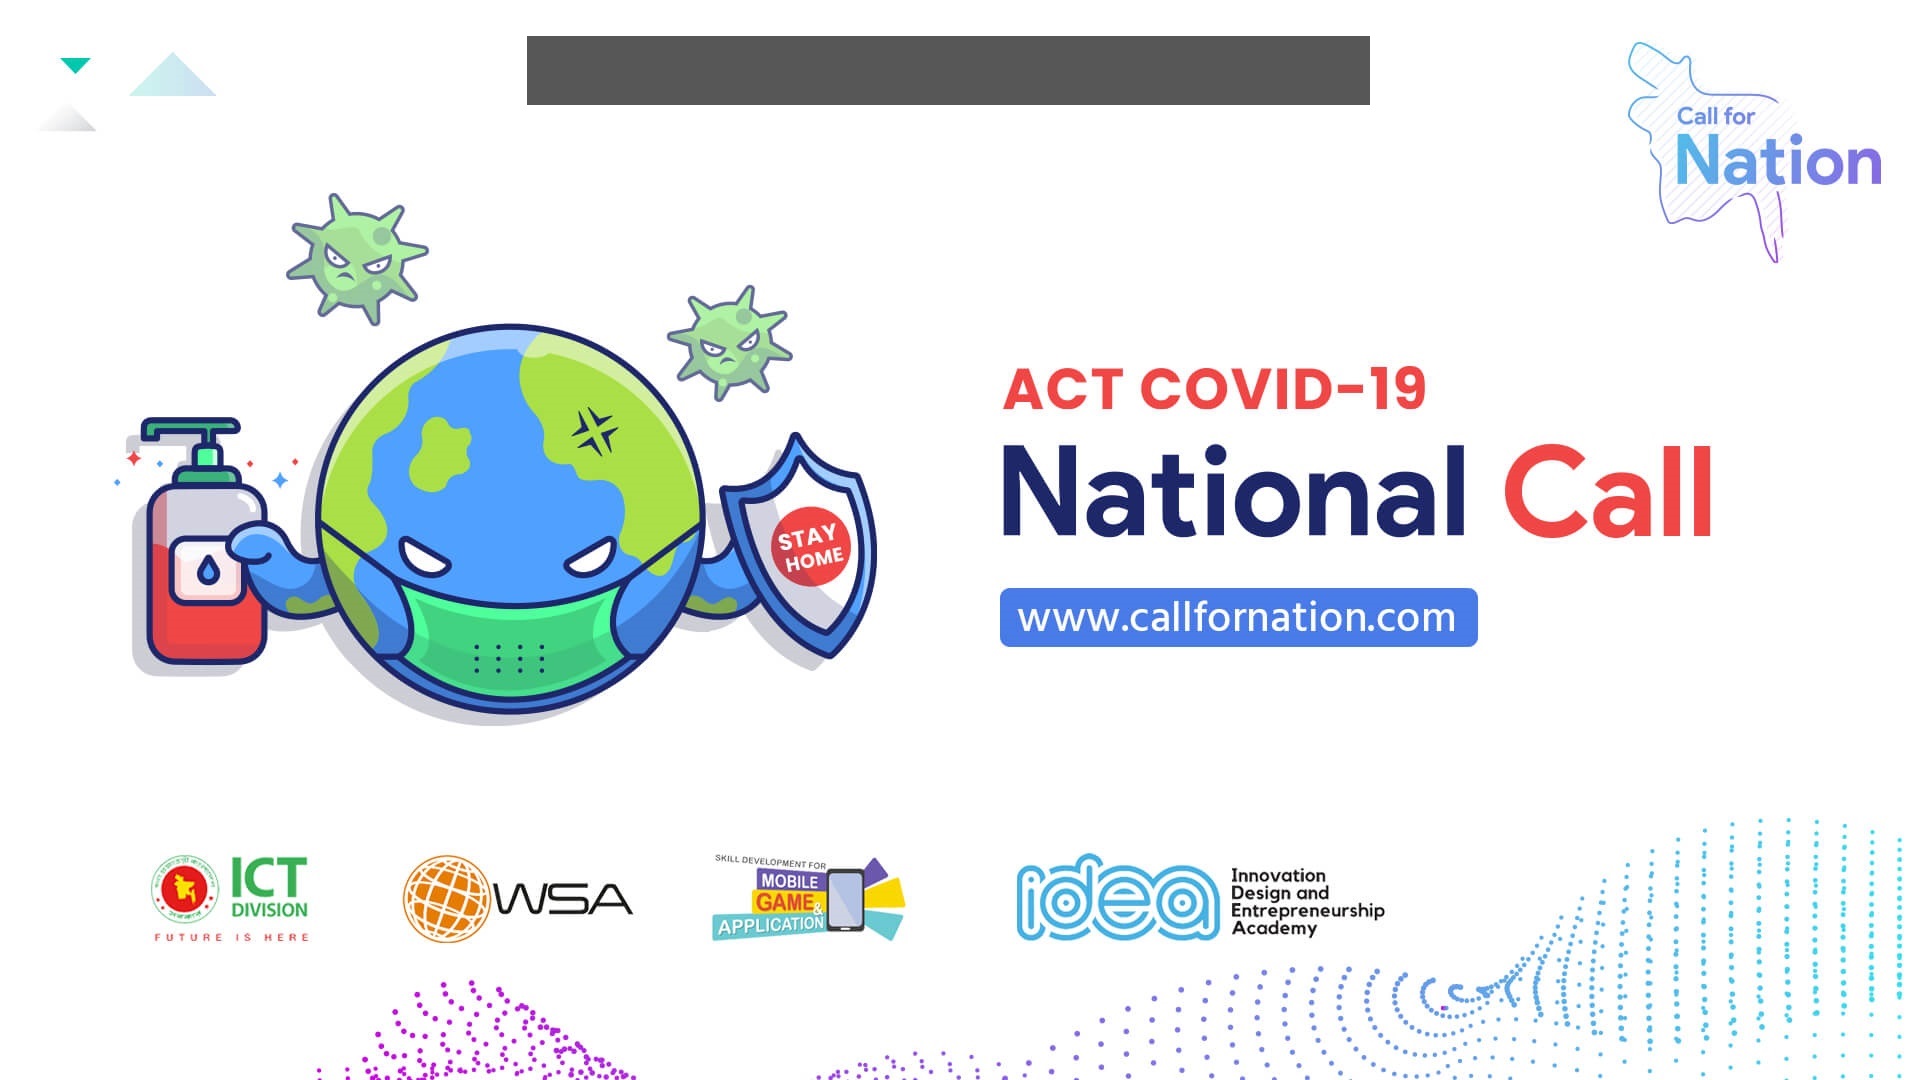 Call for
Nation
ACT COVID-19
National Call
www.callfornation.com
STAY
HOME
ICT
DIVISION
FUTURE IS HERE
WSA
SKILL DEVELOPMENT FOR
MOBILE
GAME &
APPLICATION
idea
Innovation
Design and
Entrepreneurship
Academy